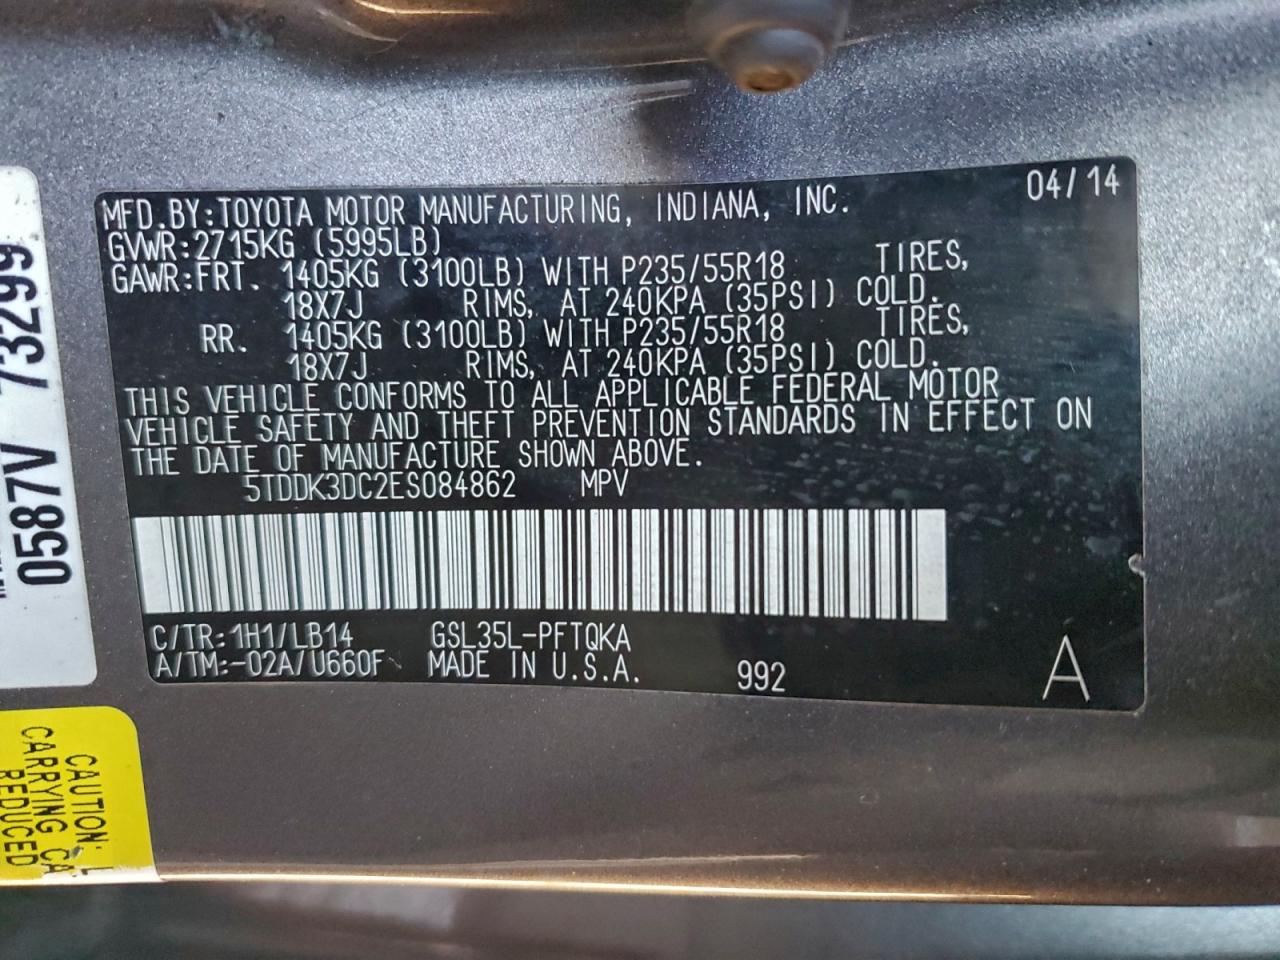 MFD.BY:TOYOTA MOTOR MANUFACTURING, INDIANA, INC. 04/14
GVWR:2715KG (5995LB)
GAWR:FRT. 1405KG (3100LB) WITH P235/55R18 TIRES,
18X7J RIMS, AT 240KPA (35PSI) COLD.
RR. 1405KG (3100LB) WITH P235/55R18 TIRES,
18X7J RIMS, AT 240KPA (35PSI) COLD.
THIS VEHICLE CONFORMS TO ALL APPLICABLE FEDERAL MOTOR
VEHICLE SAFETY AND THEFT PREVENTION STANDARDS IN EFFECT ON
THE DATE OF MANUFACTURE SHOWN ABOVE.
5TDDK3DC2ES084862 MPV
C/TR:1H1/LB14 GSL35L-PFTQKA
A/TM:-02A/U660F MADE IN U.S.A. 992 A
0587V 73299
CAUTION: L
CARRYING CA
REDUCED